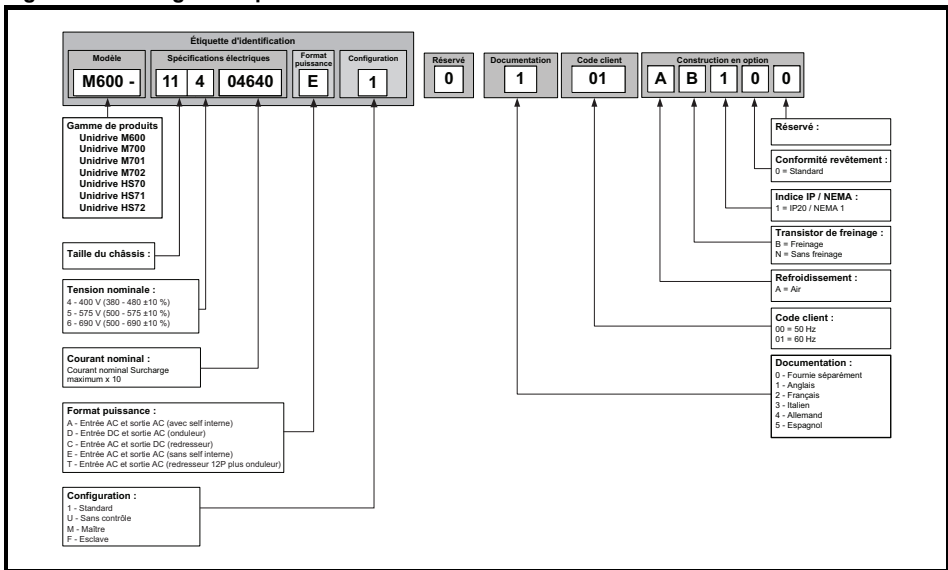 Étiquette d'identification
Modèle
Spécifications électriques
Format puissance
Configuration
Réservé
Documentation
Code client
Construction en option
M600 -
11
4
04640
E
1
0
1
01
A
B
1
0
0
Gamme de produits
Unidrive M600
Unidrive M700
Unidrive M701
Unidrive M702
Unidrive HS70
Unidrive HS71
Unidrive HS72
Taille du châssis :
Tension nominale :
4 - 400 V (380 - 480 ±10 %)
5 - 575 V (500 - 575 ±10 %)
6 - 690 V (500 - 690 ±10 %)
Courant nominal :
Courant nominal Surcharge
maximum x 10
Format puissance :
A - Entrée AC et sortie AC (avec self interne)
D - Entrée DC et sortie AC (onduleur)
C - Entrée AC et sortie DC (redresseur)
E - Entrée AC et sortie AC (sans self interne)
T - Entrée AC et sortie AC (redresseur 12P plus onduleur)
Configuration :
1 - Standard
U - Sans contrôle
M - Maître
F - Esclave
Réservé :
Conformité revêtement :
0 = Standard
Indice IP / NEMA :
1 = IP20 / NEMA 1
Transistor de freinage :
B = Freinage
N = Sans freinage
Refroidissement :
A = Air
Code client :
00 = 50 Hz
01 = 60 Hz
Documentation :
0 - Fournie séparément
1 - Anglais
2 - Français
3 - Italien
4 - Allemand
5 - Espagnol